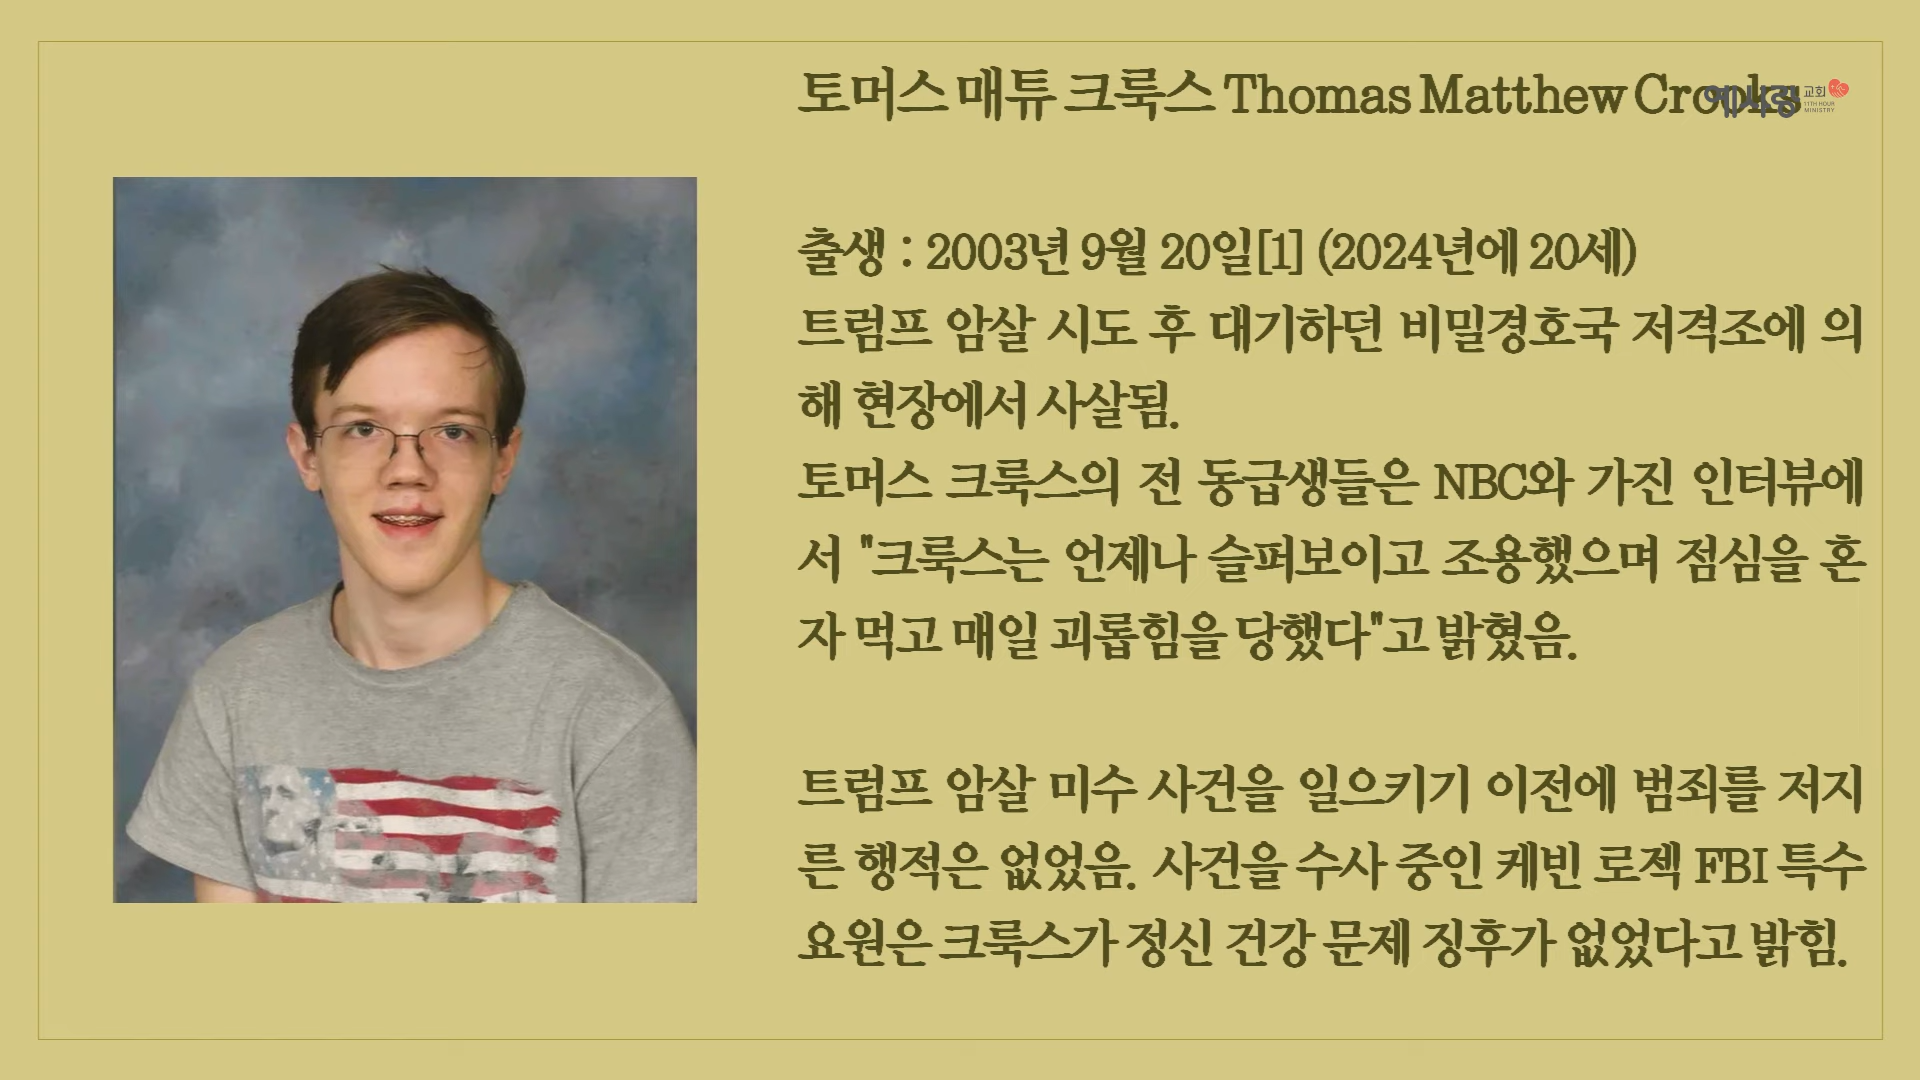 토머스 매튜 크룩스 Thomas Matthew Crooks
예사랑 교회
11TH HOUR
MINISTRY
출생 : 2003년 9월 20일[1] (2024년에 20세)
트럼프 암살 시도 후 대기하던 비밀경호국 저격조에 의
해 현장에서 사살됨.
토머스 크룩스의 전 동급생들은 NBC와 가진 인터뷰에
서 "크룩스는 언제나 슬퍼보이고 조용했으며 점심을 혼
자 먹고 매일 괴롭힘을 당했다"고 밝혔음.
트럼프 암살 미수 사건을 일으키기 이전에 범죄를 저지
른 행적은 없었음. 사건을 수사 중인 케빈 로젝 FBI 특수
요원은 크룩스가 정신 건강 문제 징후가 없었다고 밝힘.